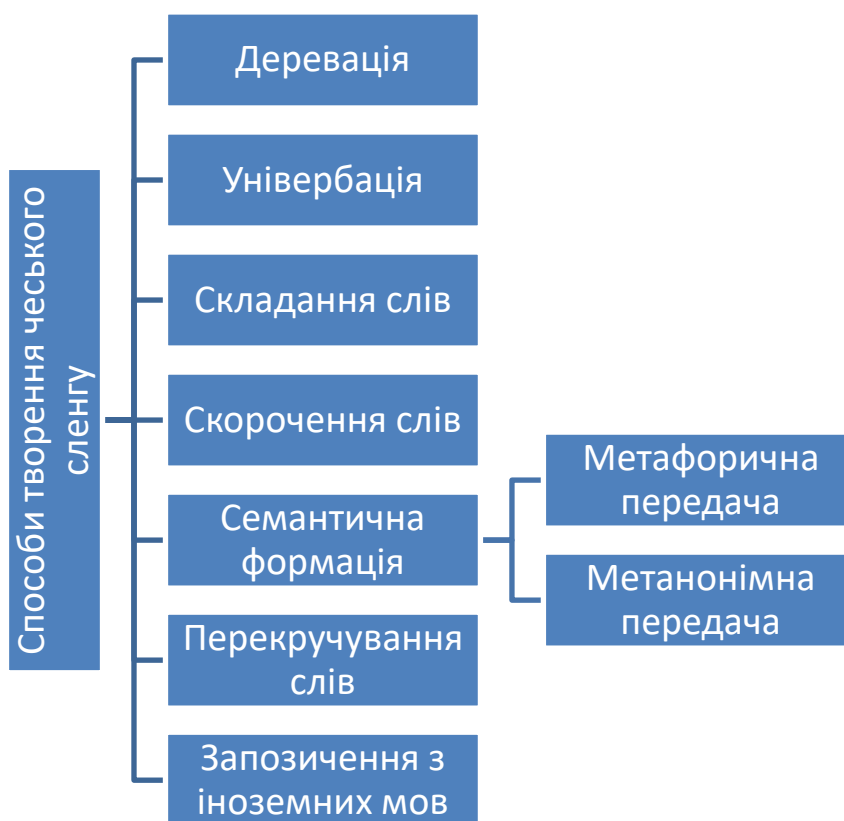 Способи творення чеського
сленгу
Деревація
Універбація
Складання слів
Скорочення слів
Семантична
формація
Метафорична
передача
Метанонімна
передача
Перекручування
слів
Запозичення з
іноземних мов